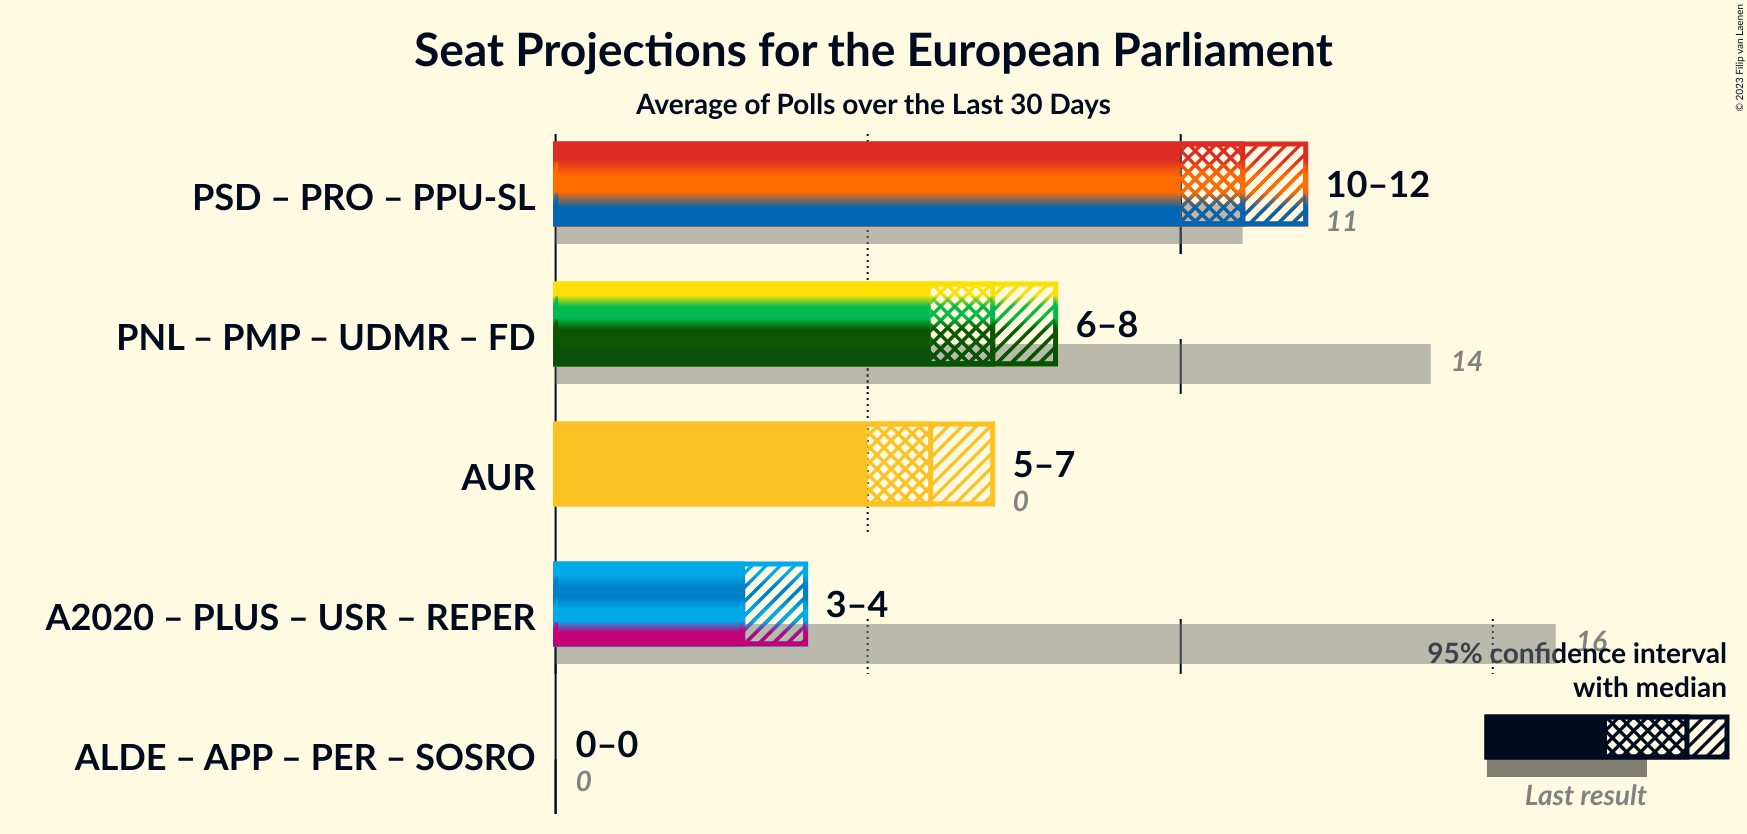 Seat Projections for the European Parliament
Average of Polls over the Last 30 Days
© 2023 Filip van Laenen
PSD – PRO – PPU-SL
10–12
11
PNL – PMP – UDMR – FD
6–8
14
AUR
5–7
0
A2020 – PLUS – USR – REPER
3–4
16
95% confidence interval
with median
Last result
ALDE – APP – PER – SOSRO
0–0
0